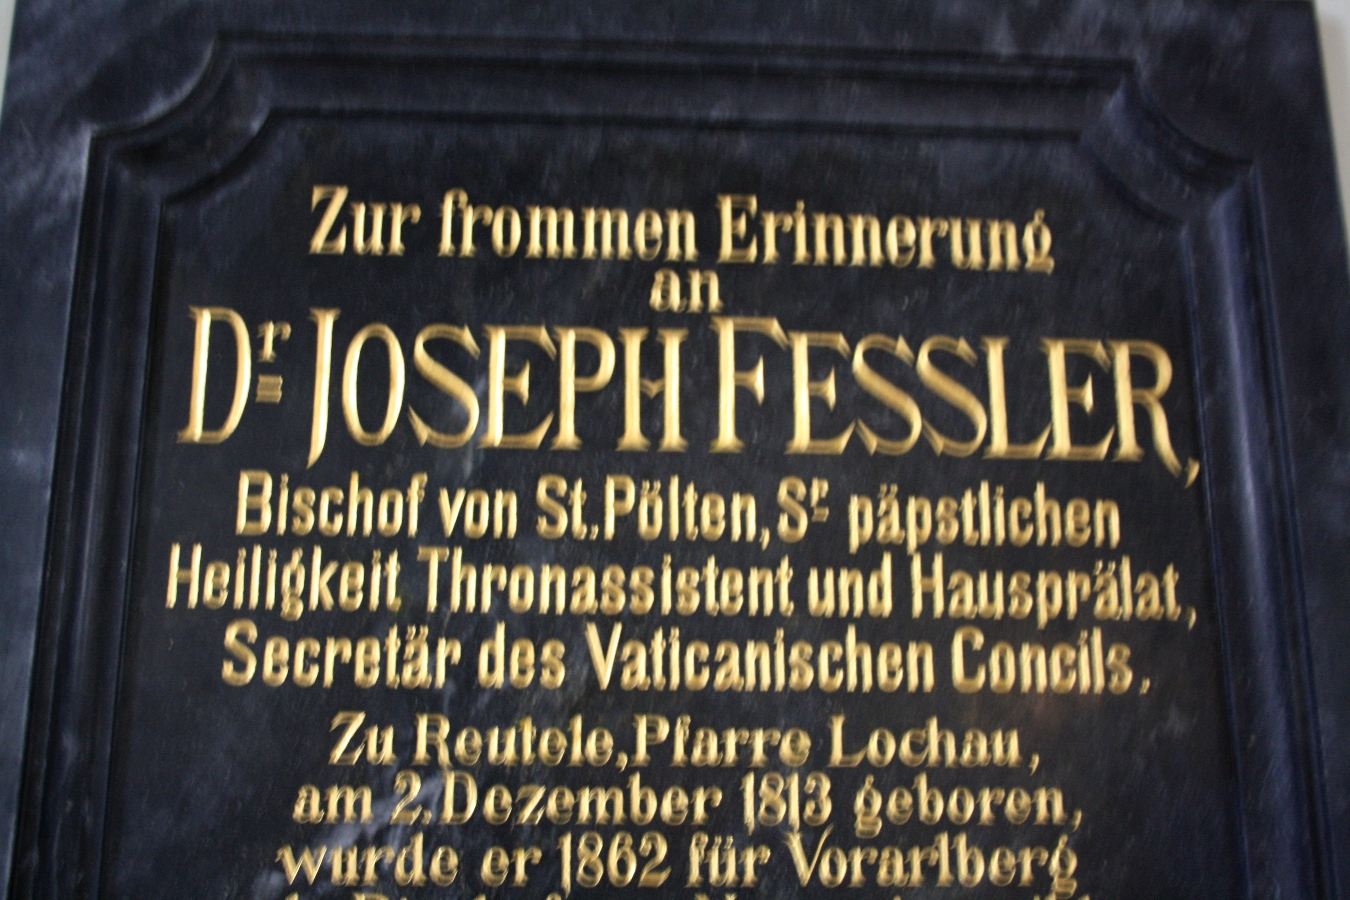 Zur frommen Erinnerung
an
Dr JOSEPH FESSLER,
Bischof von St. Pölten, Sr päpstlichen
Heiligkeit Thronassistent und Hausprälat,
Secretär des Vaticanischen Concils.
Zu Reutele, Pfarre Lochau,
am 2. Dezember 1813 geboren,
wurde er 1862 für Vorarlberg